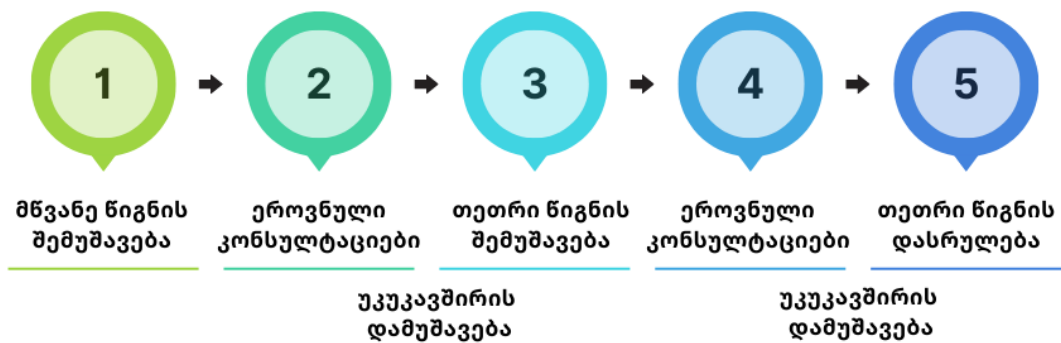 1
2
3
4
5
მწვანე წიგნის
შემუშავება
ეროვნული
კონსულტაციები
თეთრი წიგნის
შემუშავება
ეროვნული
კონსულტაციები
თეთრი წიგნის
დასრულება
უკუკავშირის
დამუშავება
უკუკავშირის
დამუშავება